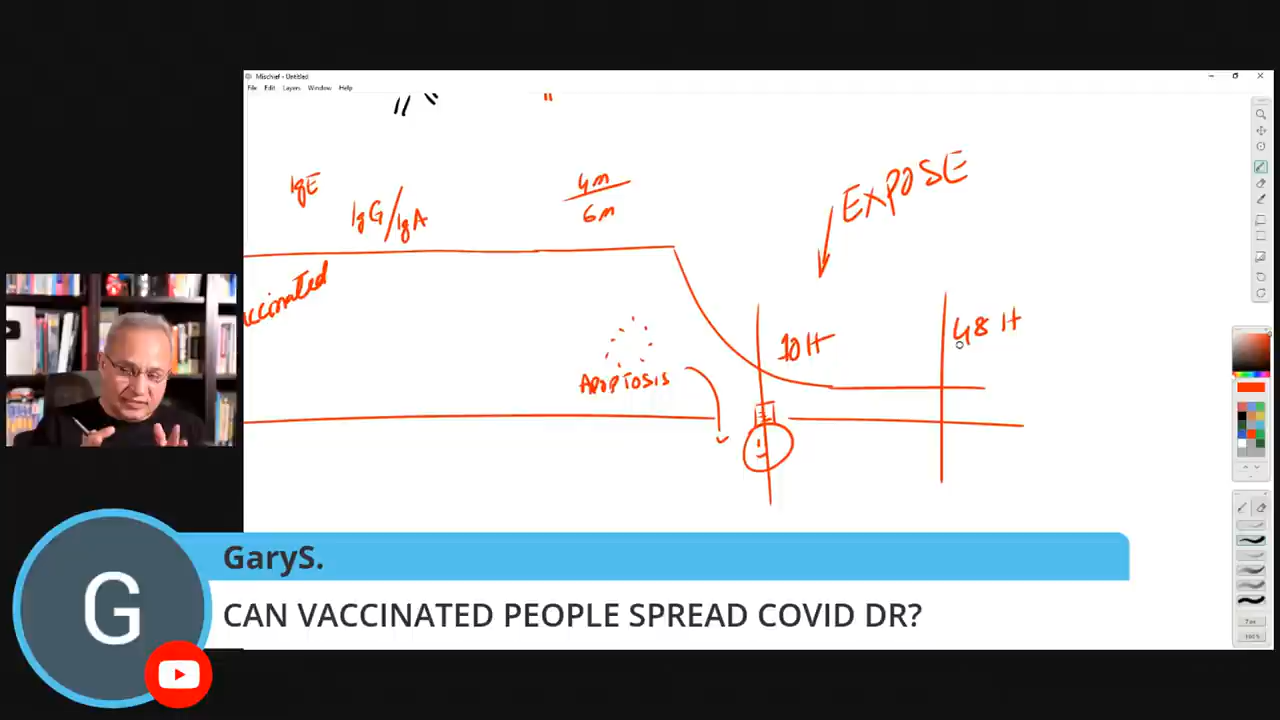 Mischief - Untitled
File Edit Layers Window Help
IgE
IgG/IgA
4m
6m
EXPOSE
ccinated
10H
48 H
APOPTOSIS
GaryS.
G
CAN VACCINATED PEOPLE SPREAD COVID DR?